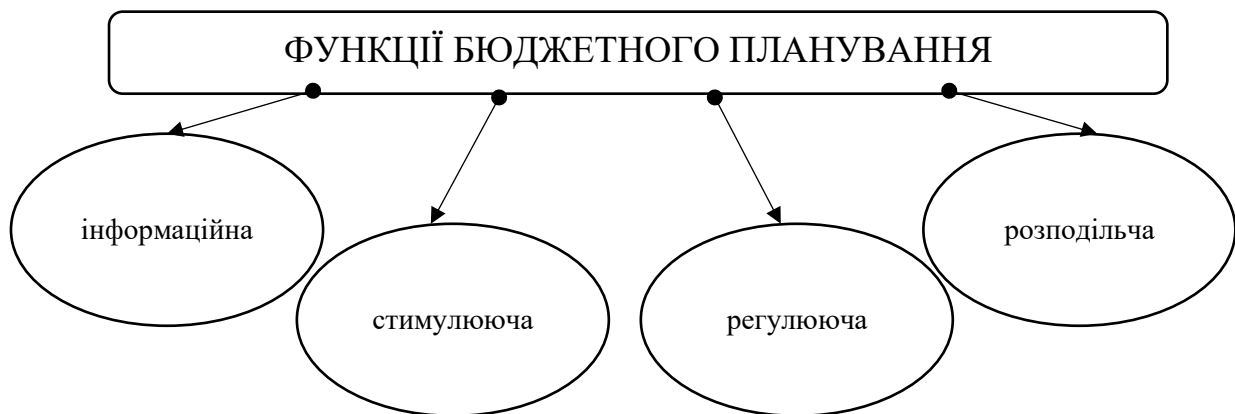 ФУНКЦІЇ БЮДЖЕТНОГО ПЛАНУВАННЯ
інформаційна
стимулююча
регулююча
розподільча